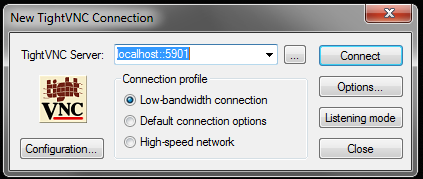 New TightVNC Connection
TightVNC Server:
localhost::5901
...
Connect
Connection profile
Low-bandwidth connection
Default connection options
High-speed network
Options...
Listening mode
Close
tight
VNC
Configuration...